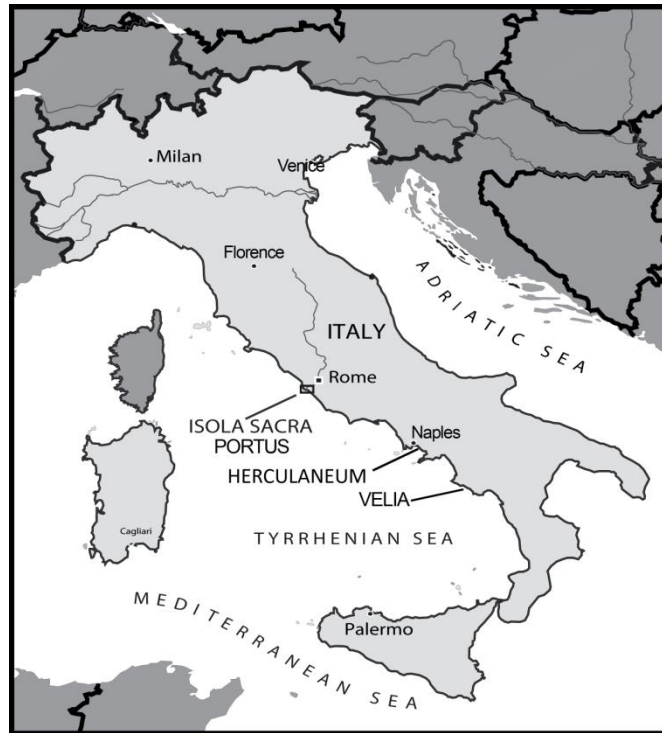 Milan
Venice
Florence
ADRIATIC SEA
ITALY
Rome
ISOLA SACRA
PORTUS
Naples
HERCULANEUM
VELIA
Cagliari
TYRRHENIAN SEA
MEDITERRANEAN SEA
Palermo